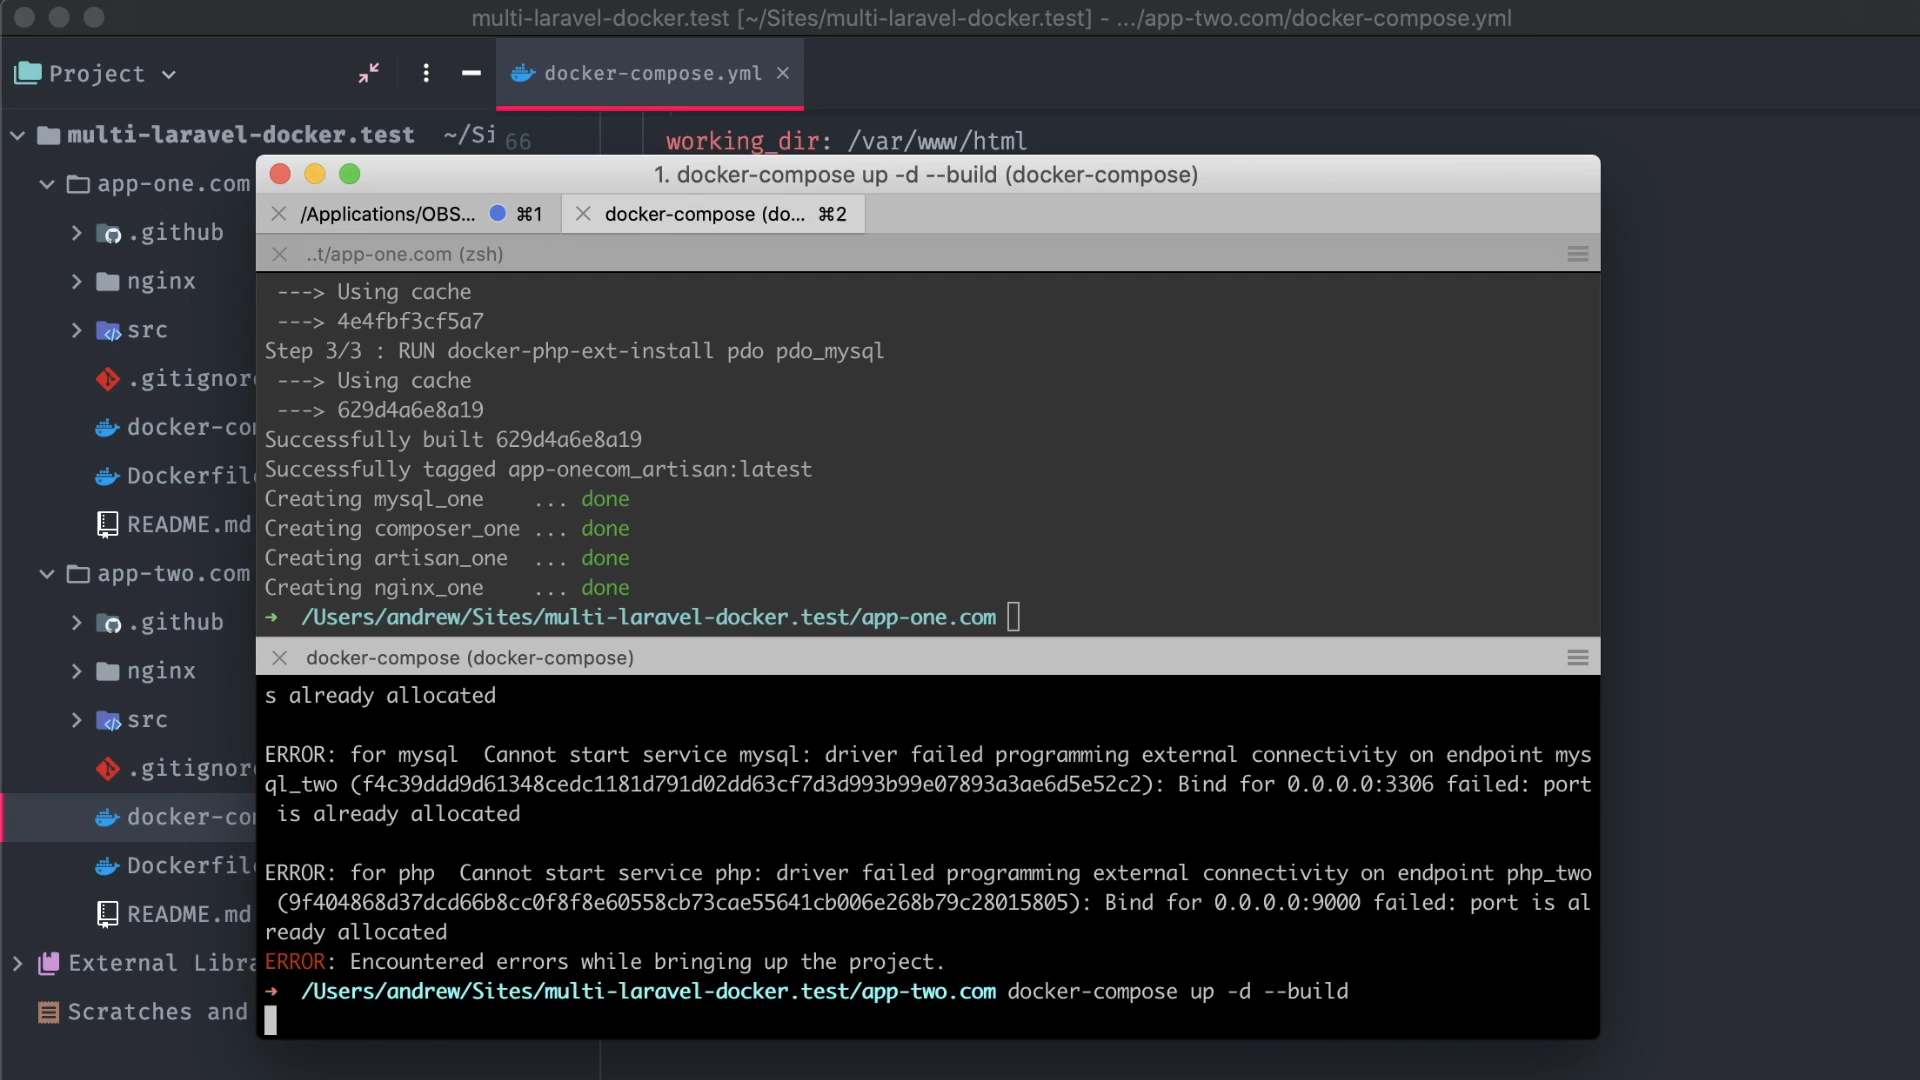 multi-laravel-docker.test [~/Sites/multi-laravel-docker.test] - .../app-two.com/docker-compose.yml
Project
docker-compose.yml
multi-laravel-docker.test ~/Si
66
working_dir: /var/www/html
app-one.com
.github
nginx
src
.gitignor
docker-co
Dockerfil
README.md
app-two.com
.github
nginx
src
.gitignor
docker-co
Dockerfil
README.md
External Libr
Scratches and
1. docker-compose up -d --build (docker-compose)
/Applications/OBS... ⌘1
docker-compose (do... ⌘2
..t/app-one.com (zsh)
---> Using cache
---> 4e4fbf3cf5a7
Step 3/3 : RUN docker-php-ext-install pdo pdo_mysql
---> Using cache
---> 629d4a6e8a19
Successfully built 629d4a6e8a19
Successfully tagged app-onecom_artisan:latest
Creating mysql_one ... done
Creating composer_one ... done
Creating artisan_one ... done
Creating nginx_one ... done
➜ /Users/andrew/Sites/multi-laravel-docker.test/app-one.com
docker-compose (docker-compose)
s already allocated
ERROR: for mysql Cannot start service mysql: driver failed programming external connectivity on endpoint mys
ql_two (f4c39ddd9d61348cedc1181d791d02dd63cf7d3d993b99e07893a3ae6d5e52c2): Bind for 0.0.0.0:3306 failed: port
is already allocated
ERROR: for php Cannot start service php: driver failed programming external connectivity on endpoint php_two
(9f404868d37dcd66b8cc0f8f8e60558cb73cae55641cb006e268b79c28015805): Bind for 0.0.0.0:9000 failed: port is al
ready allocated
ERROR: Encountered errors while bringing up the project.
➜ /Users/andrew/Sites/multi-laravel-docker.test/app-two.com docker-compose up -d --build